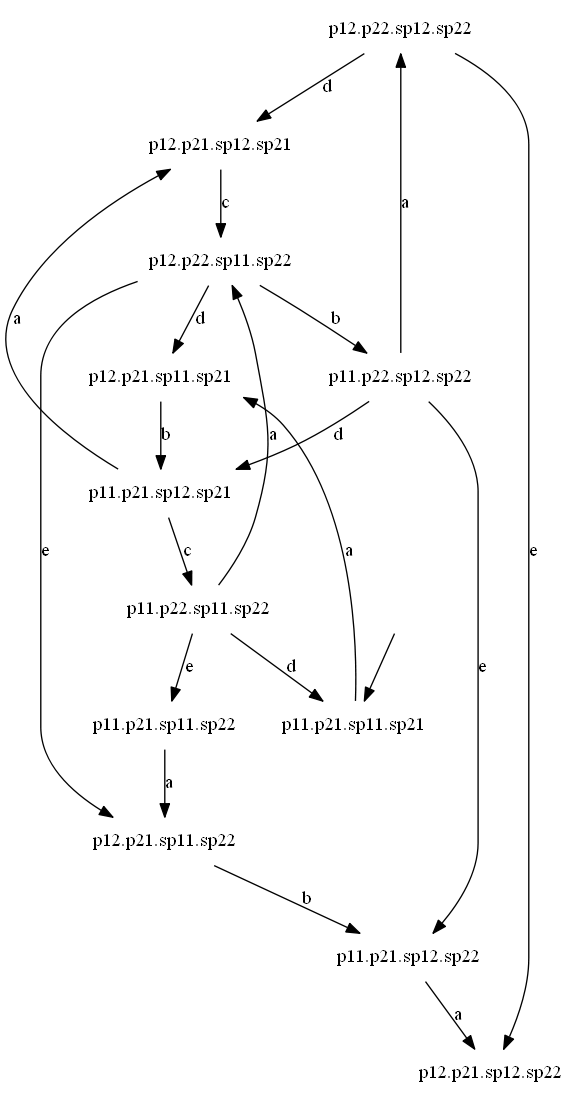 p12.p22.sp12.sp22
d
p12.p21.sp12.sp21
c
a
p12.p22.sp11.sp22
a
d
b
p12.p21.sp11.sp21
p11.p22.sp12.sp22
b
a
d
p11.p21.sp12.sp21
e
c
a
e
p11.p22.sp11.sp22
e
d
e
p11.p21.sp11.sp22
p11.p21.sp11.sp21
a
p12.p21.sp11.sp22
b
p11.p21.sp12.sp22
a
p12.p21.sp12.sp22